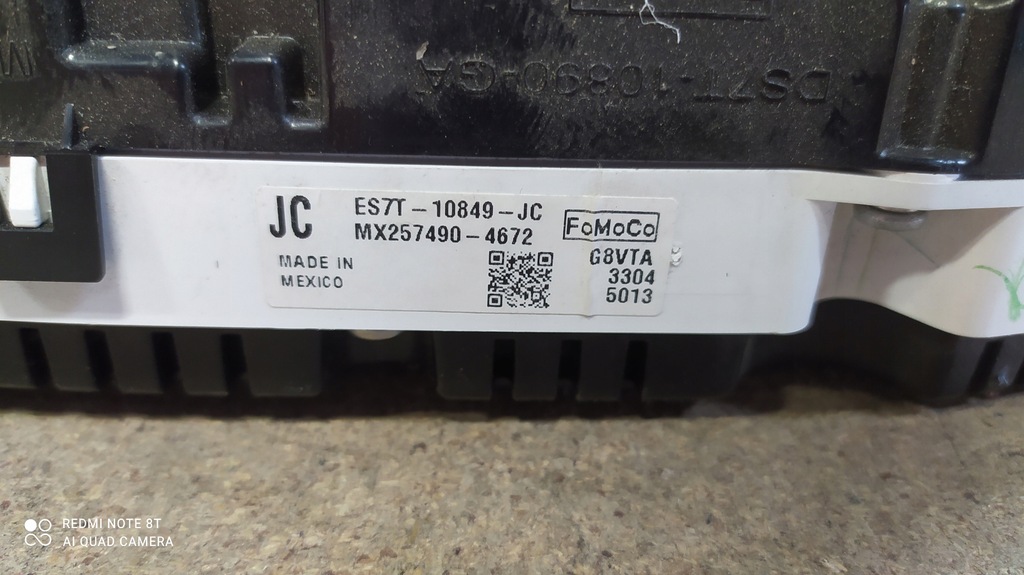 DS7T-10890-GA
JC
ES7T-10849-JC
MX257490-4672
FoMoCo
MADE IN
MEXICO
G8VTA
3304
5013
REDMI NOTE 8T
AI QUAD CAMERA